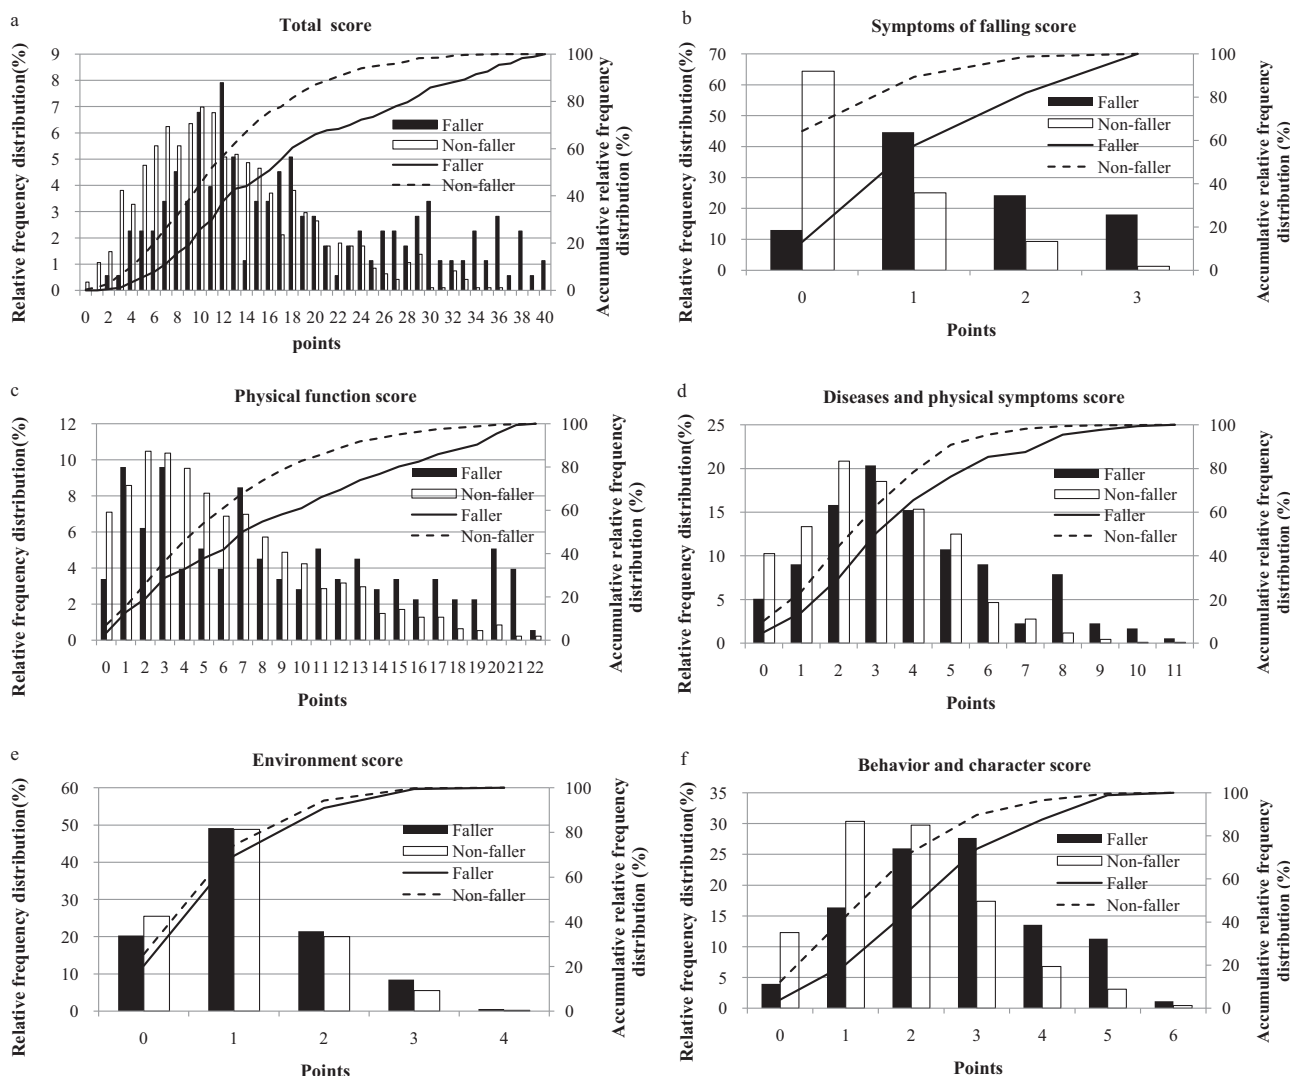 a
Total score
Relative frequency distribution(%)
9
8
7
6
5
4
3
2
1
0
100
80
60
40
20
0
Accumulative relative frequency
distribution (%)
Faller
Non-faller
Faller
Non-faller
0 2 4 6 8 10 12 14 16 18 20 22 24 26 28 30 32 34 36 38 40
points
b
Symptoms of falling score
Relative frequency distribution(%)
70
60
50
40
30
20
10
0
100
80
60
40
20
0
Accumulative relative frequency
distribution (%)
Faller
Non-faller
Faller
Non-faller
0 1 2 3
Points
c
Physical function score
Relative frequency distribution(%)
12
10
8
6
4
2
0
100
80
60
40
20
0
Accumulative relative frequency
distribution (%)
Faller
Non-faller
Faller
Non-faller
0 1 2 3 4 5 6 7 8 9 10 11 12 13 14 15 16 17 18 19 20 21 22
Points
d
Diseases and physical symptoms score
Relative frequency distribution(%)
25
20
15
10
5
0
100
80
60
40
20
0
Accumulative relative frequency
distribution (%)
Faller
Non-faller
Faller
Non-faller
0 1 2 3 4 5 6 7 8 9 10 11
Points
e
Environment score
Relative frequency distribution(%)
60
50
40
30
20
10
0
100
80
60
40
20
0
Accumulative relative frequency
distribution (%)
Faller
Non-faller
Faller
Non-faller
0 1 2 3 4
Points
f
Behavior and character score
Relative frequency distribution(%)
35
30
25
20
15
10
5
0
100
80
60
40
20
0
Accumulative relative frequency
distribution (%)
Faller
Non-faller
Faller
Non-faller
0 1 2 3 4 5 6
Points